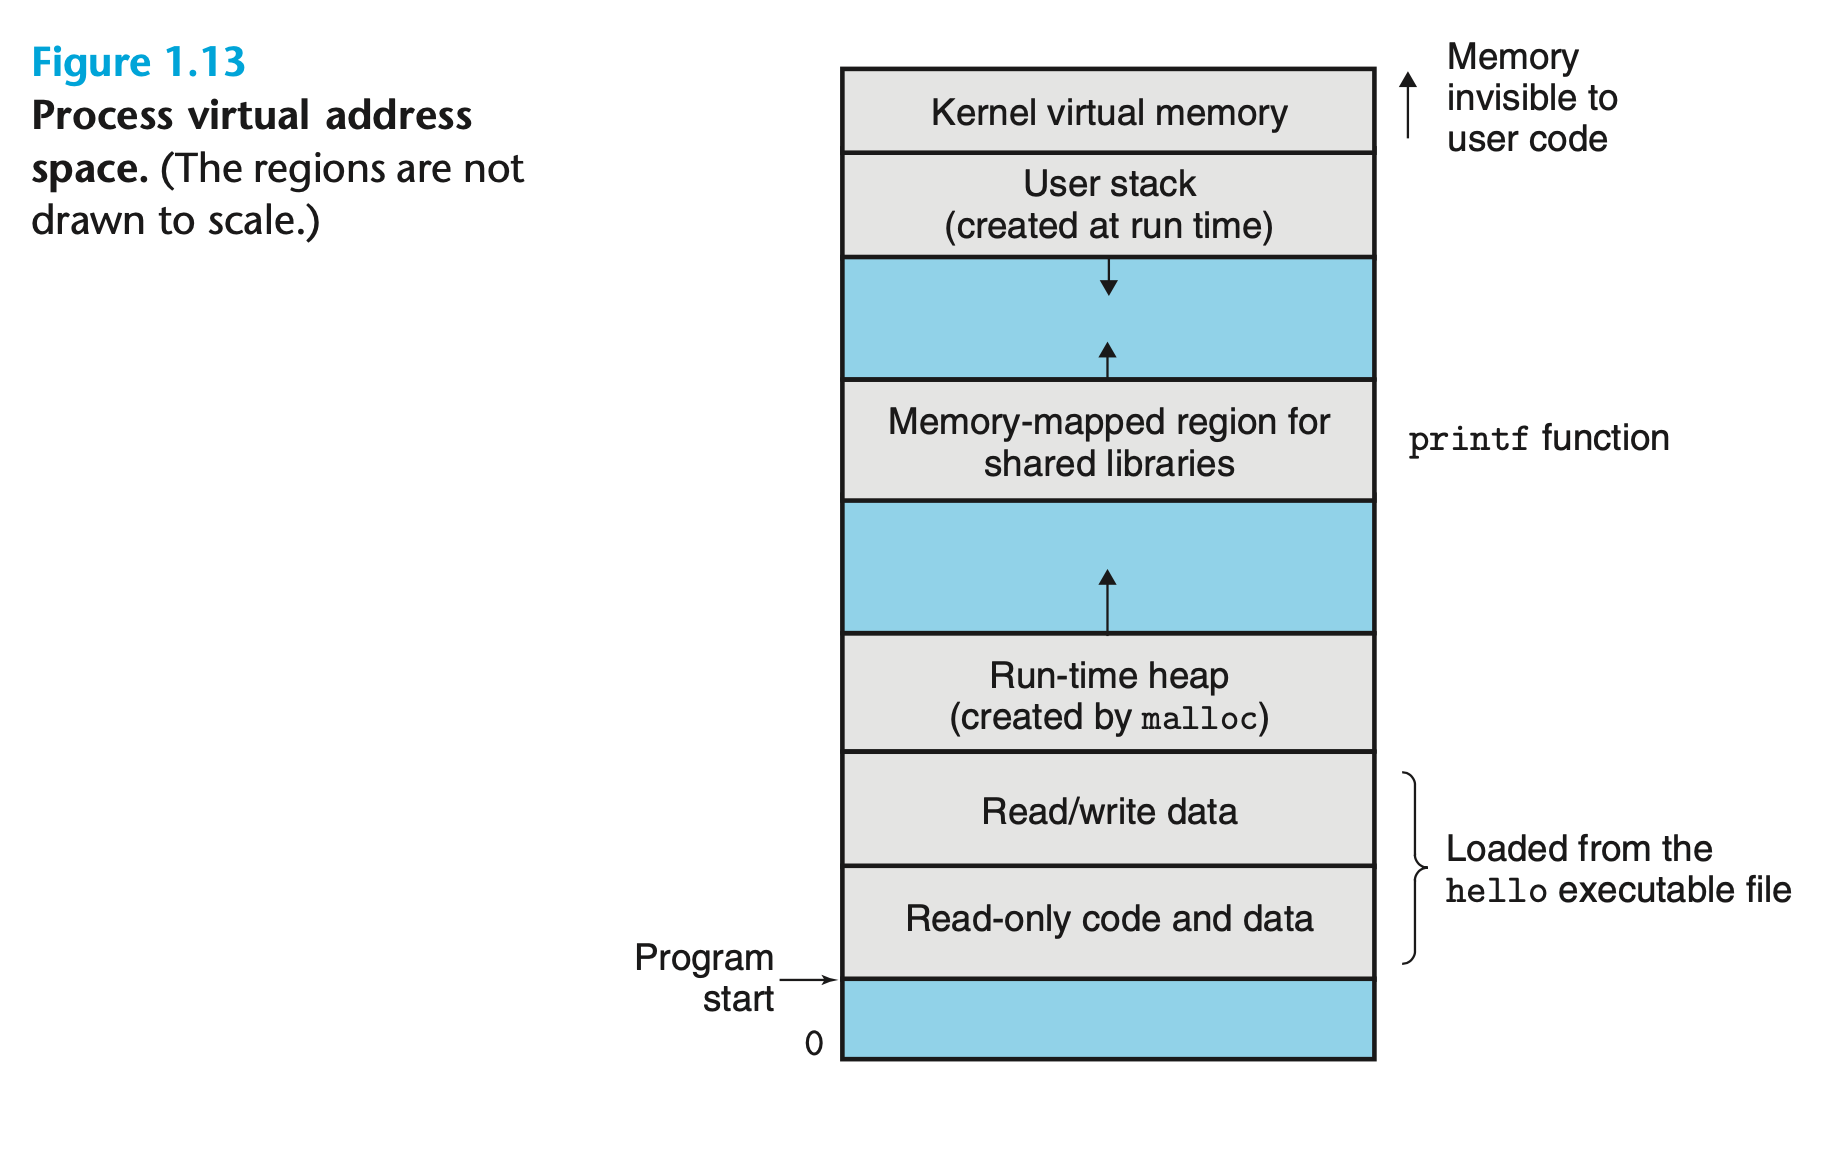 Figure 1.13
Process virtual address
space. (The regions are not
drawn to scale.)
Kernel virtual memory
Memory
invisible to
user code
User stack
(created at run time)
Memory-mapped region for
shared libraries
printf function
Run-time heap
(created by malloc)
Read/write data
Loaded from the
hello executable file
Read-only code and data
Program
start
0